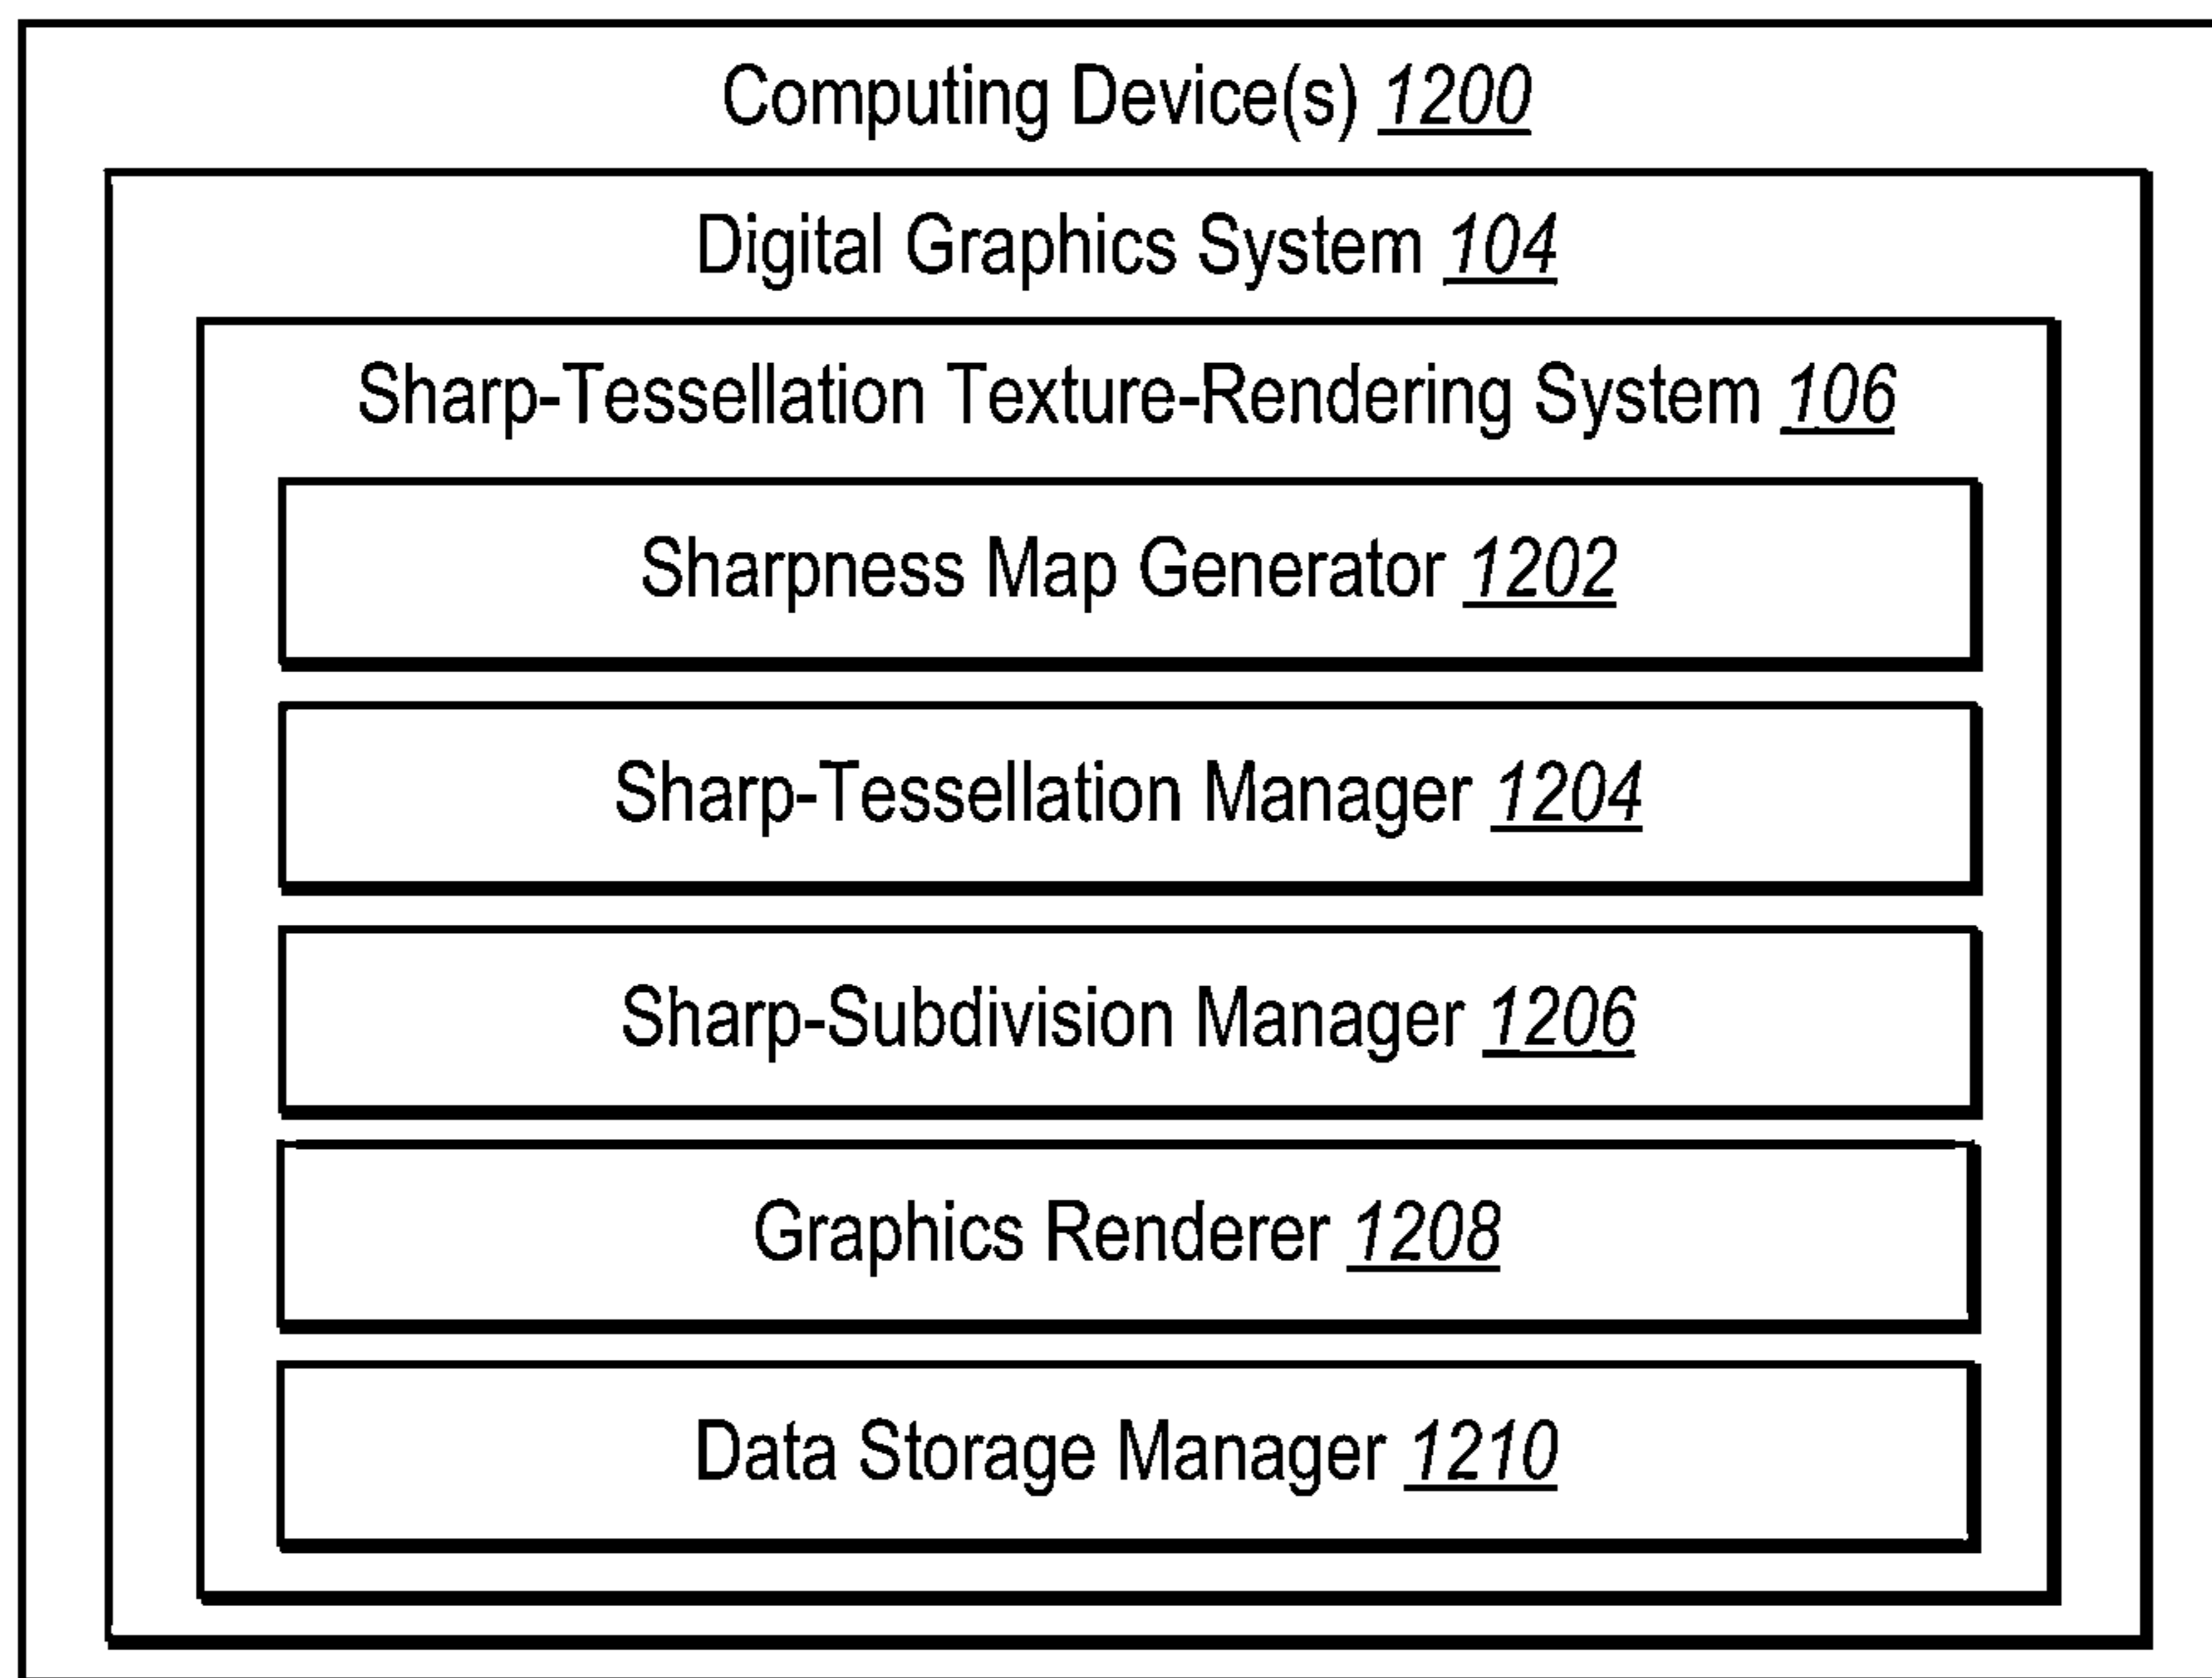 Computing Device(s) 1200
Digital Graphics System 104
Sharp-Tessellation Texture-Rendering System 106
Sharpness Map Generator 1202
Sharp-Tessellation Manager 1204
Sharp-Subdivision Manager 1206
Graphics Renderer 1208
Data Storage Manager 1210